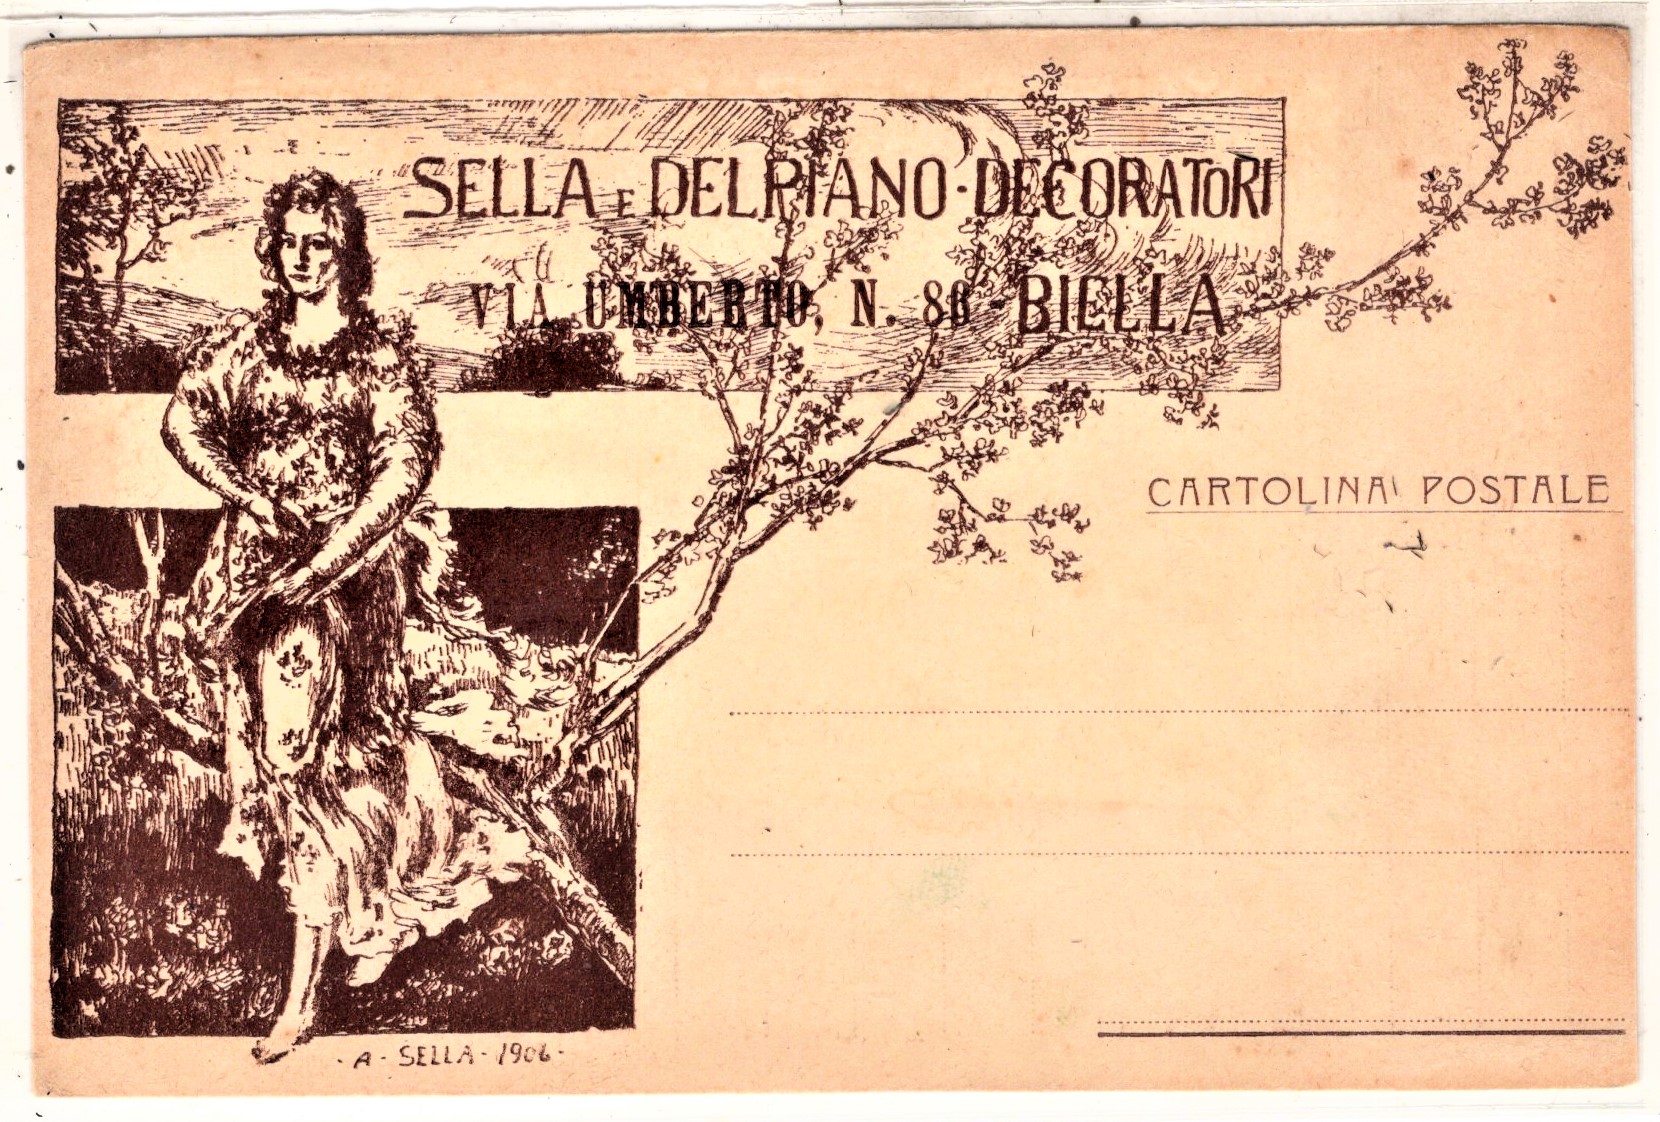 SELLA E DELPIANO·DECORATORI
VIA UMBERTO, N. 86 - BIELLA
CARTOLINA POSTALE
·A· SELLA·1906·